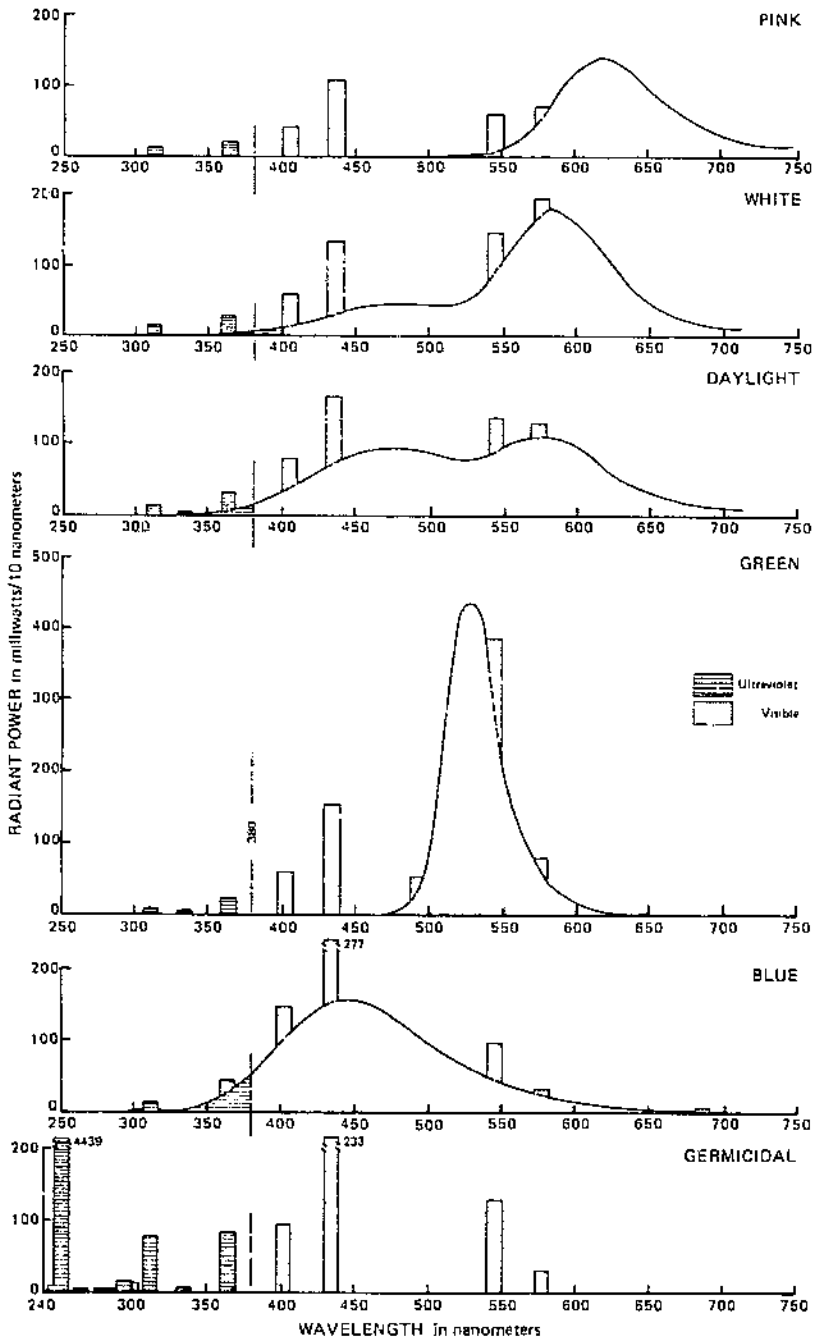 PINK
200
100
0
250 300 350 400 450 500 550 600 650 700 750
WHITE
200
100
0
250 300 350 400 450 500 550 600 650 700 750
DAYLIGHT
200
100
0
250 300 350 400 450 500 550 600 650 700 750
GREEN
500
400
300
200
100
0
380
Ultraviolet
Visible
250 300 350 400 450 500 550 600 650 700 750
RADIANT POWER in milliwatts/10 nanometers
BLUE
277
200
100
0
250 300 350 400 450 500 550 600 650 700 750
GERMICIDAL
4439
233
200
100
0
240 300 350 400 450 500 550 600 650 700 750
WAVELENGTH in nanometers